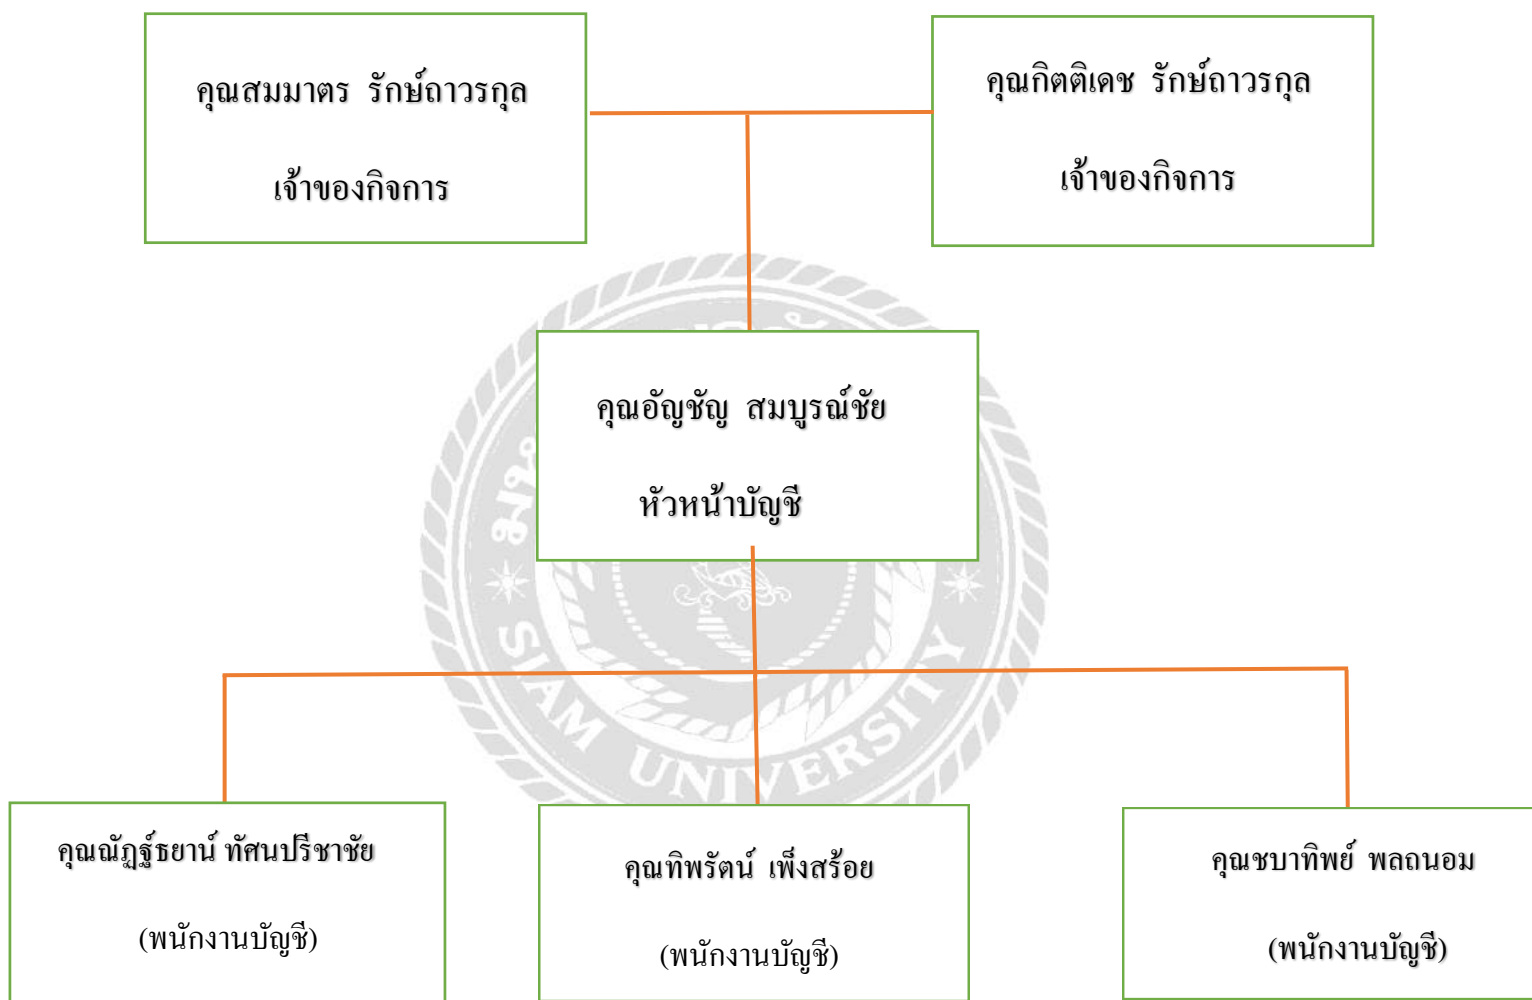 คุณสมมาตร รักษ์ถาวรกุล
เจ้าของกิจการ
คุณกิตติเดช รักษ์ถาวรกุล
เจ้าของกิจการ
คุณอัญชัญ สมบูรณ์ชัย
หัวหน้าบัญชี
SIAM UNIVERSITY
คุณณัฏฐ์ธยาน์ ทัศนปรีชาชัย
(พนักงานบัญชี)
คุณทิพรัตน์ เพ็งสร้อย
(พนักงานบัญชี)
คุณชบาทิพย์ พลถนอม
(พนักงานบัญชี)